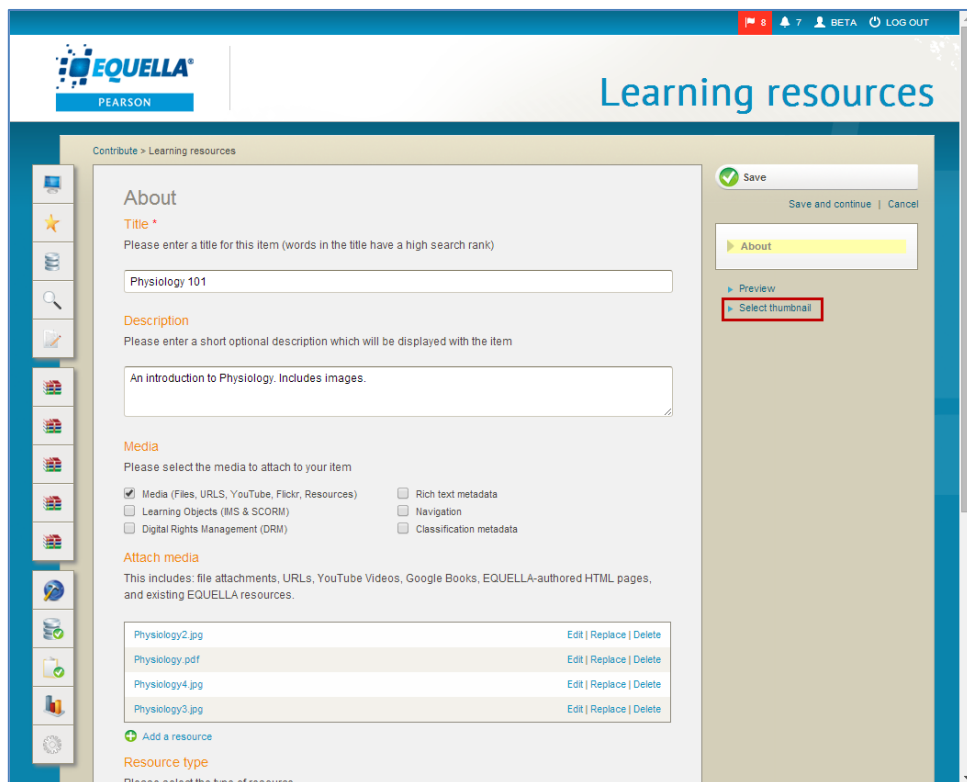 8 7 BETA LOG OUT
EQUELLA®
PEARSON
Learning resources
Contribute > Learning resources
About
Title *
Please enter a title for this item (words in the title have a high search rank)
Physiology 101
Description
Please enter a short optional description which will be displayed with the item
An introduction to Physiology. Includes images.
Media
Please select the media to attach to your item
Media (Files, URLS, YouTube, Flickr, Resources) Rich text metadata
Learning Objects (IMS & SCORM) Navigation
Digital Rights Management (DRM) Classification metadata
Attach media
This includes: file attachments, URLs, YouTube Videos, Google Books, EQUELLA-authored HTML pages,
and existing EQUELLA resources.
Physiology2.jpg Edit | Replace | Delete
Physiology.pdf Edit | Replace | Delete
Physiology4.jpg Edit | Replace | Delete
Physiology3.jpg Edit | Replace | Delete
Add a resource
Resource type
Please select the type of resource
Save
Save and continue | Cancel
About
Preview
Select thumbnail